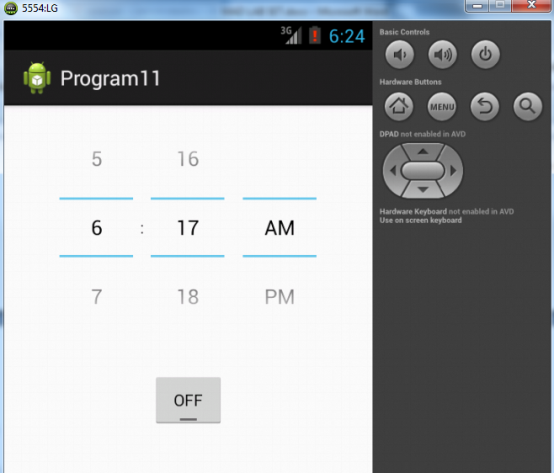 5554:LG
3G 6:24
Program11
5 16
6 : 17 AM
7 18 PM
OFF
Basic Controls
Hardware Buttons
MENU
DPAD not enabled in AVD
Hardware Keyboard not enabled in AVD
Use on screen keyboard